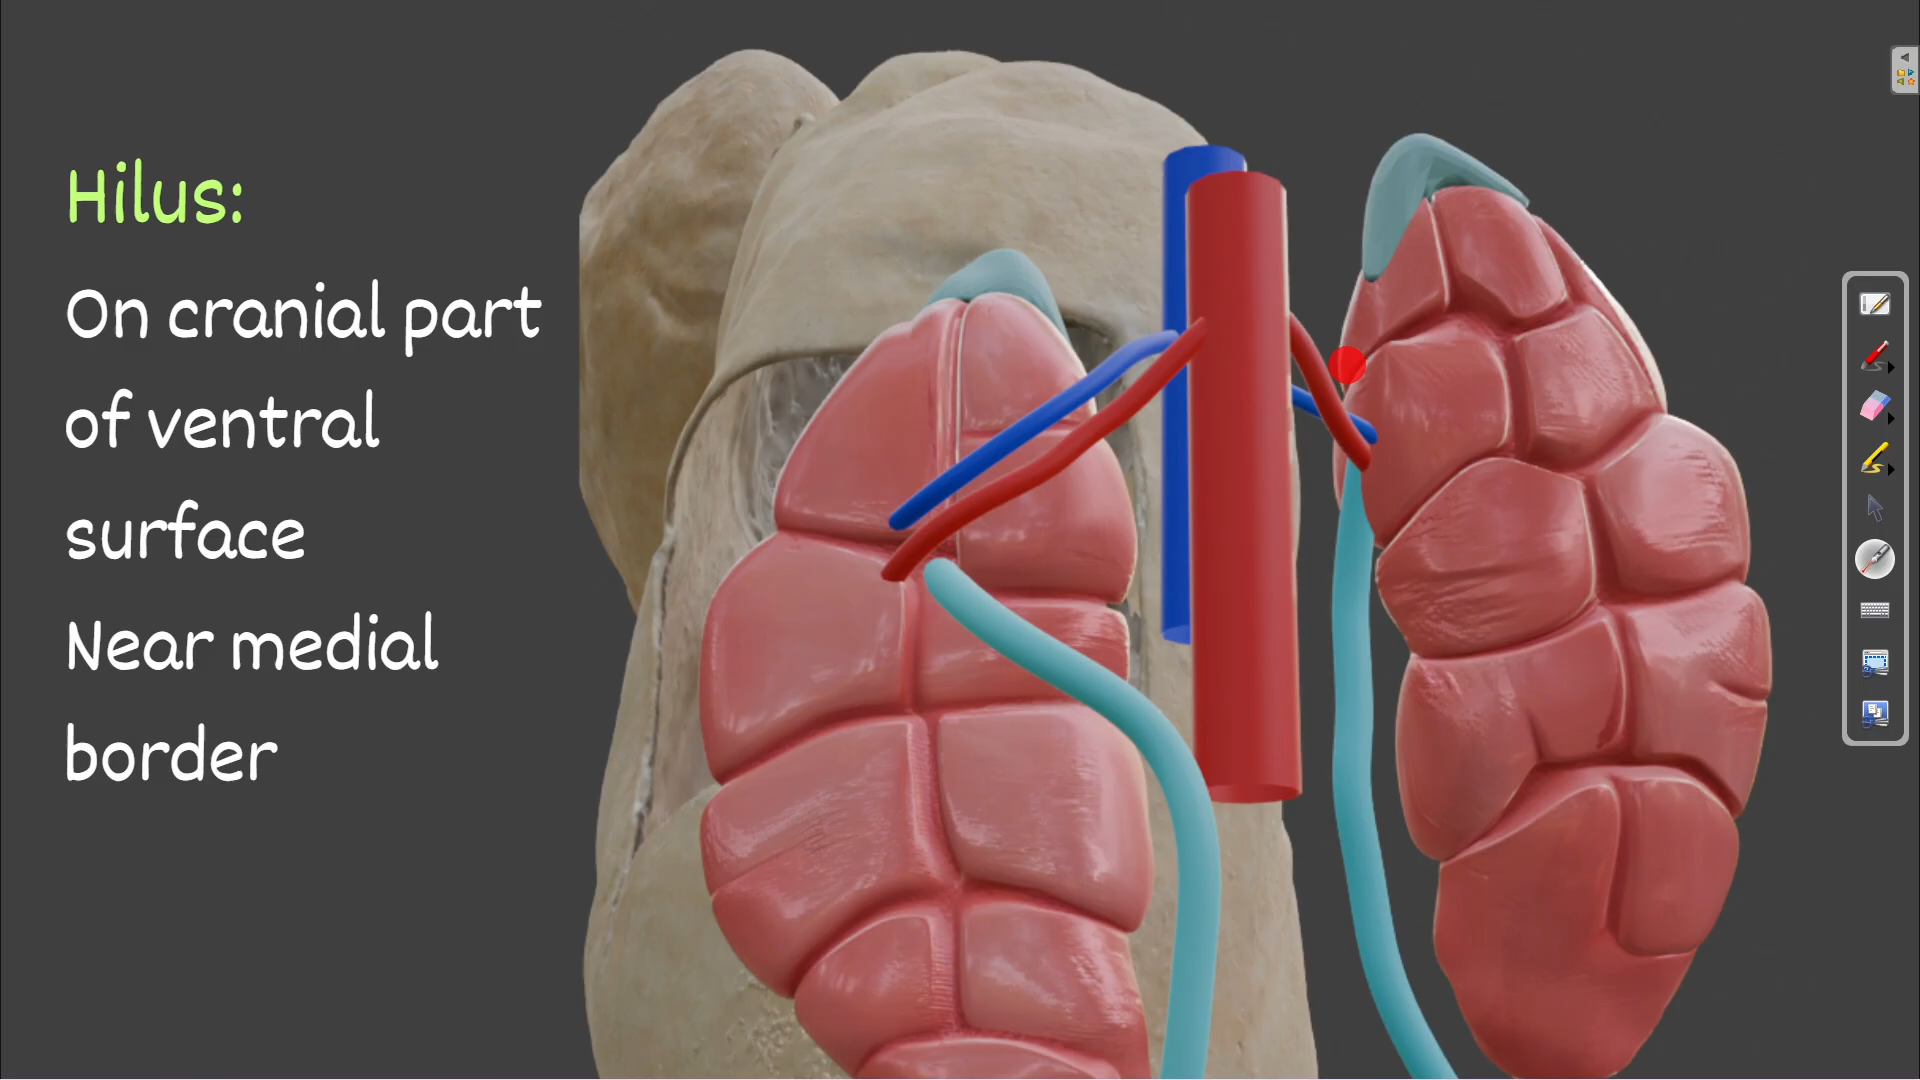 Hilus:
On cranial part
of ventral
surface
Near medial
border